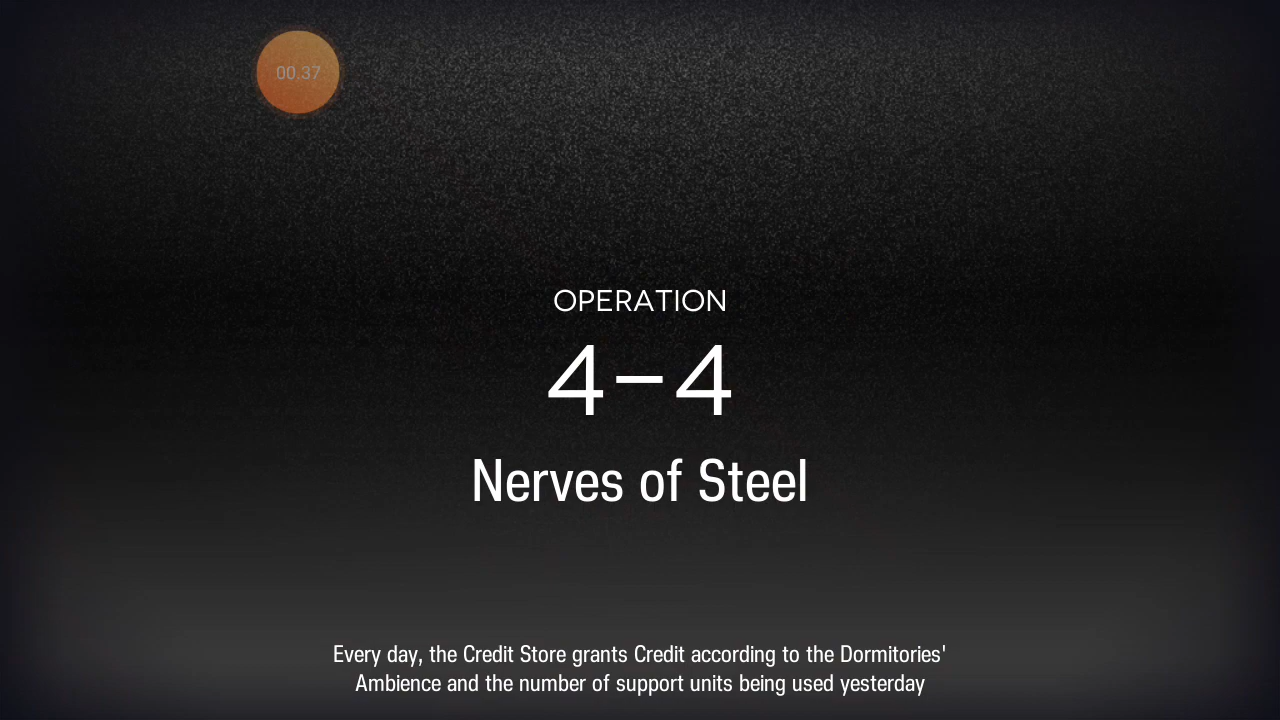 00.37
OPERATION
4-4
Nerves of Steel
Every day, the Credit Store grants Credit according to the Dormitories'
Ambience and the number of support units being used yesterday